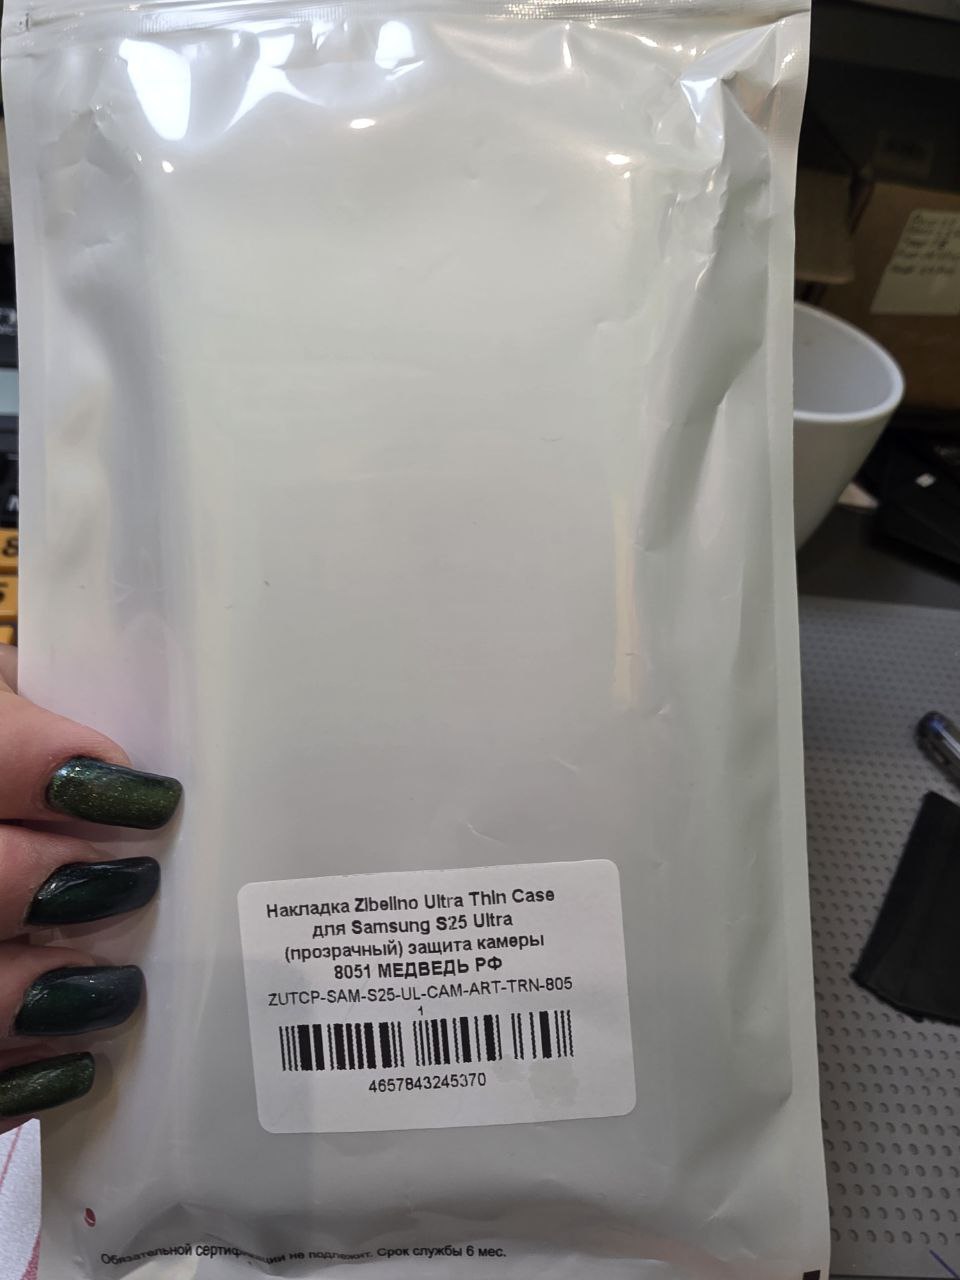 Накладка Zibelino Ultra Thin Case
для Samsung S25 Ultra
(прозрачный) защита камеры
8051 МЕДВЕДЬ РФ
ZUTCP-SAM-S25-UL-CAM-ART-TRN-805
1
4657843245370
Обязательной сертификации не подлежит. Срок службы 6 мес.